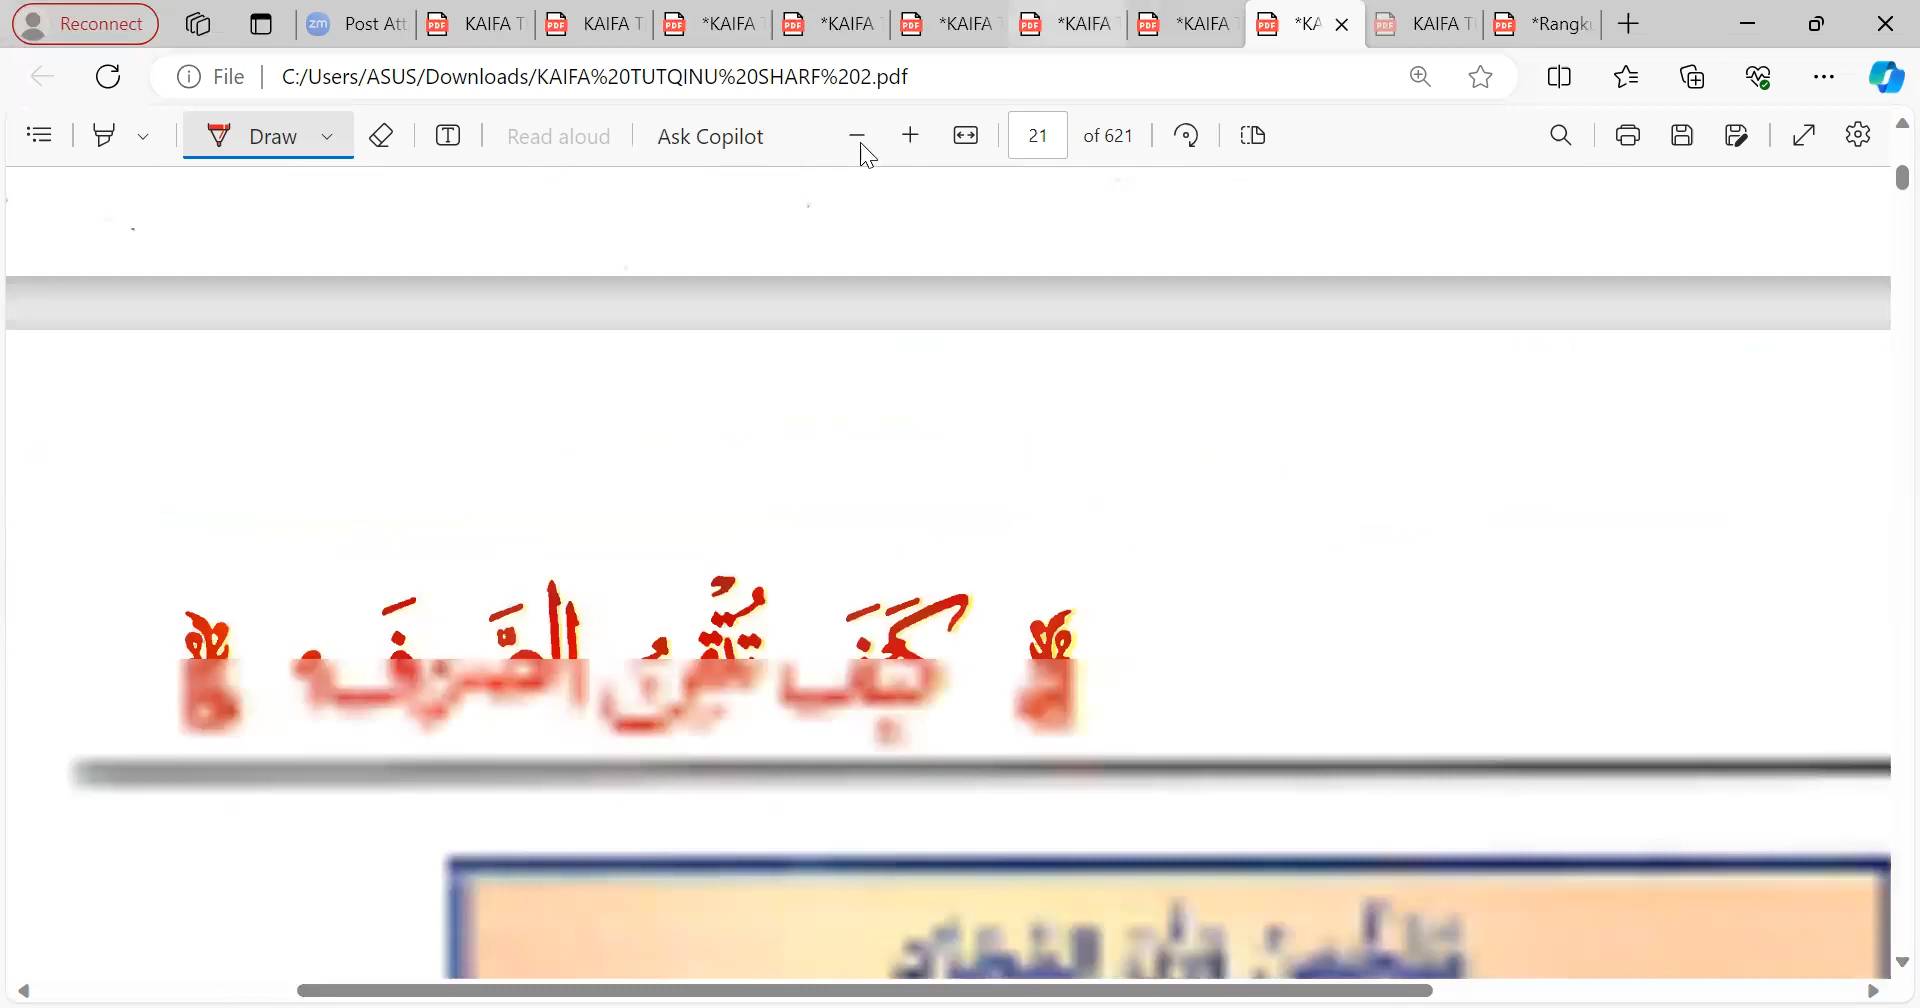 Reconnect
Post Att
KAIFA T
KAIFA T
*KAIFA
*KAIFA
*KAIFA
*KAIFA
*KAIFA
*KA
KAIFA T
*Rangk
File
C:/Users/ASUS/Downloads/KAIFA%20TUTQINU%20SHARF%202.pdf
Draw
Read aloud
Ask Copilot
21
of 621
كَيْفَ تُتْقِنُ الصَّرْفَ